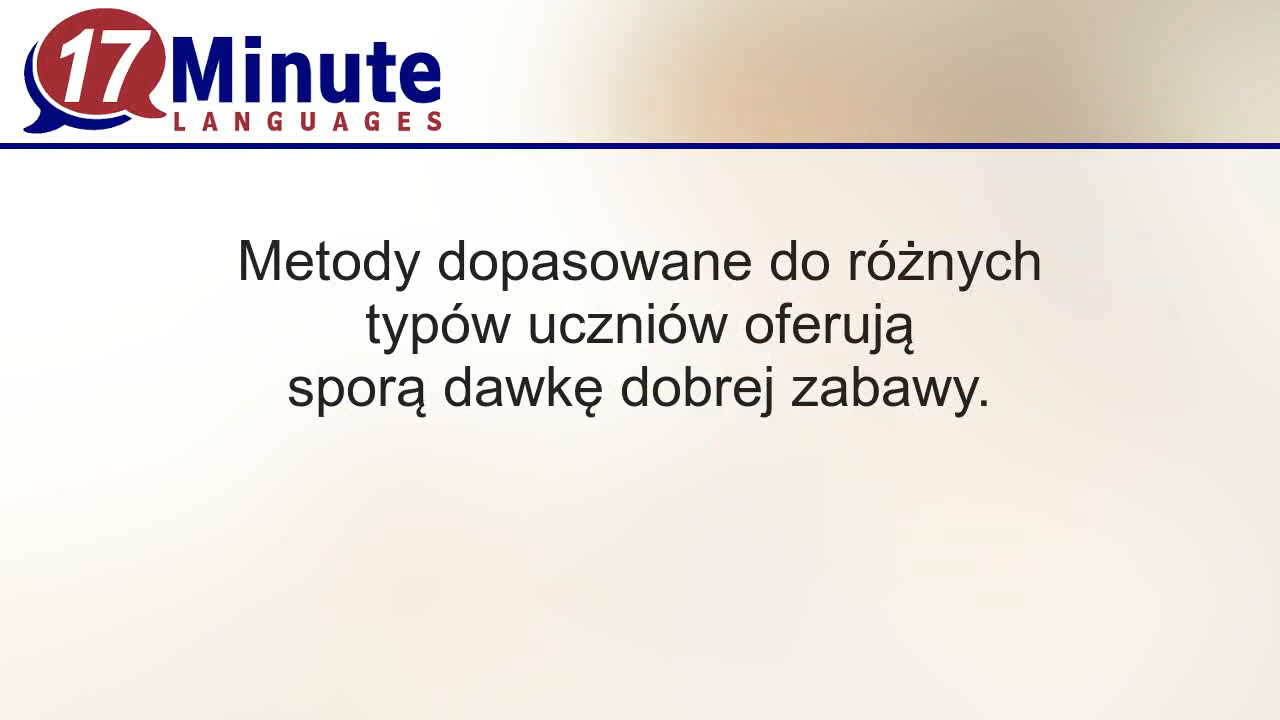 17 Minute
LANGUAGES
Metody dopasowane do różnych
typów uczniów oferują
sporą dawkę dobrej zabawy.